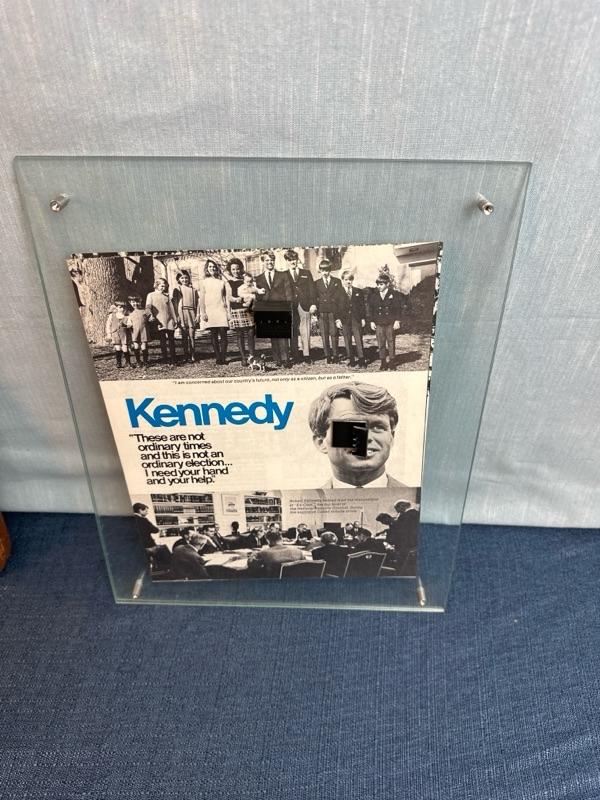 "I am concerned about our country's future, not only as a citizen, but as a father."
Kennedy
"These are not
ordinary times
and this is not an
ordinary election...
I need your hand
and your help."